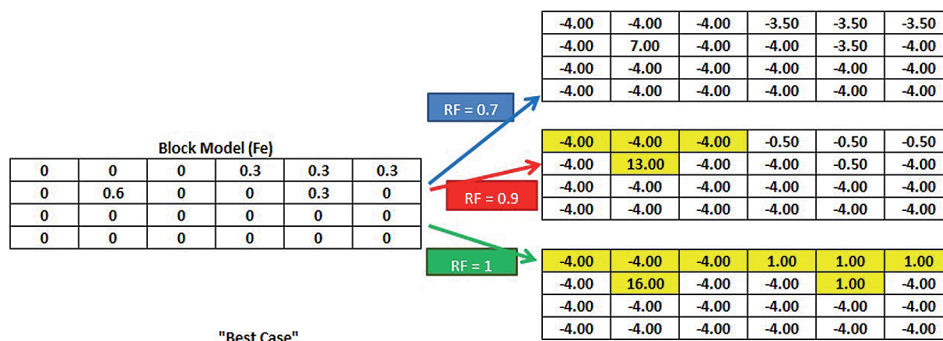 -4.00 -4.00 -4.00 -3.50 -3.50 -3.50
-4.00 7.00 -4.00 -4.00 -3.50 -4.00
-4.00 -4.00 -4.00 -4.00 -4.00 -4.00
-4.00 -4.00 -4.00 -4.00 -4.00 -4.00
RF = 0.7
Block Model (Fe)
0 0 0 0.3 0.3 0.3
0 0.6 0 0 0.3 0
0 0 0 0 0 0
0 0 0 0 0 0
-4.00 -4.00 -4.00 -0.50 -0.50 -0.50
-4.00 13.00 -4.00 -4.00 -0.50 -4.00
-4.00 -4.00 -4.00 -4.00 -4.00 -4.00
-4.00 -4.00 -4.00 -4.00 -4.00 -4.00
RF = 0.9
RF = 1
-4.00 -4.00 -4.00 1.00 1.00 1.00
-4.00 16.00 -4.00 -4.00 1.00 -4.00
-4.00 -4.00 -4.00 -4.00 -4.00 -4.00
-4.00 -4.00 -4.00 -4.00 -4.00 -4.00
"Best Case"